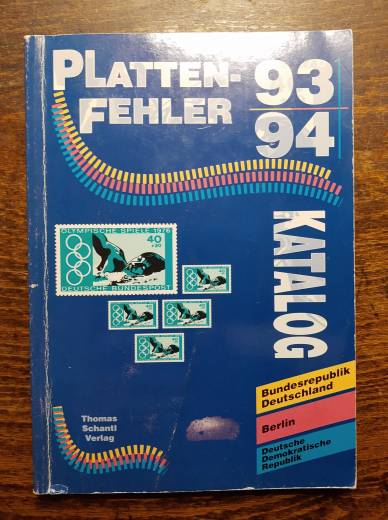 PLATTEN-
FEHLER
93
94
KATALOG
OLYMPISCHE SPIELE 1976
40
+20
DEUTSCHE BUNDESPOST
Bundesrepublik
Deutschland
Berlin
Deutsche
Demokratische
Republik
Thomas
Schantl
Verlag